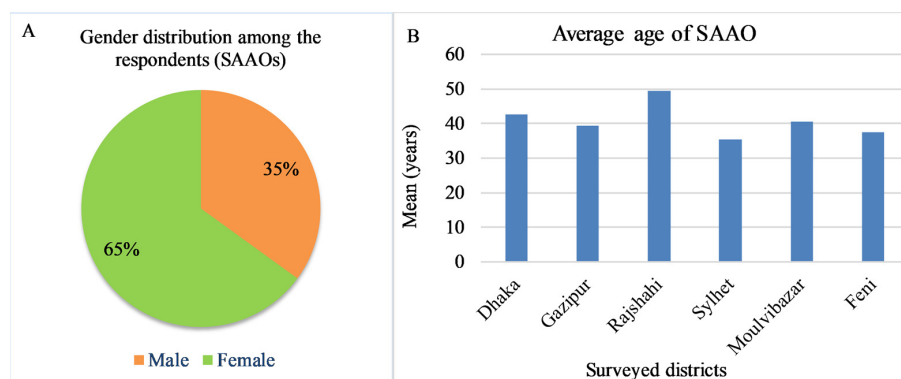 A
Gender distribution among the
respondents (SAAOs)
35%
65%
Male Female
B
Average age of SAAO
Mean (years)
60
50
40
30
20
10
0
Dhaka
Gazipur
Rajshahi
Sylhet
Moulvibazar
Feni
Surveyed districts